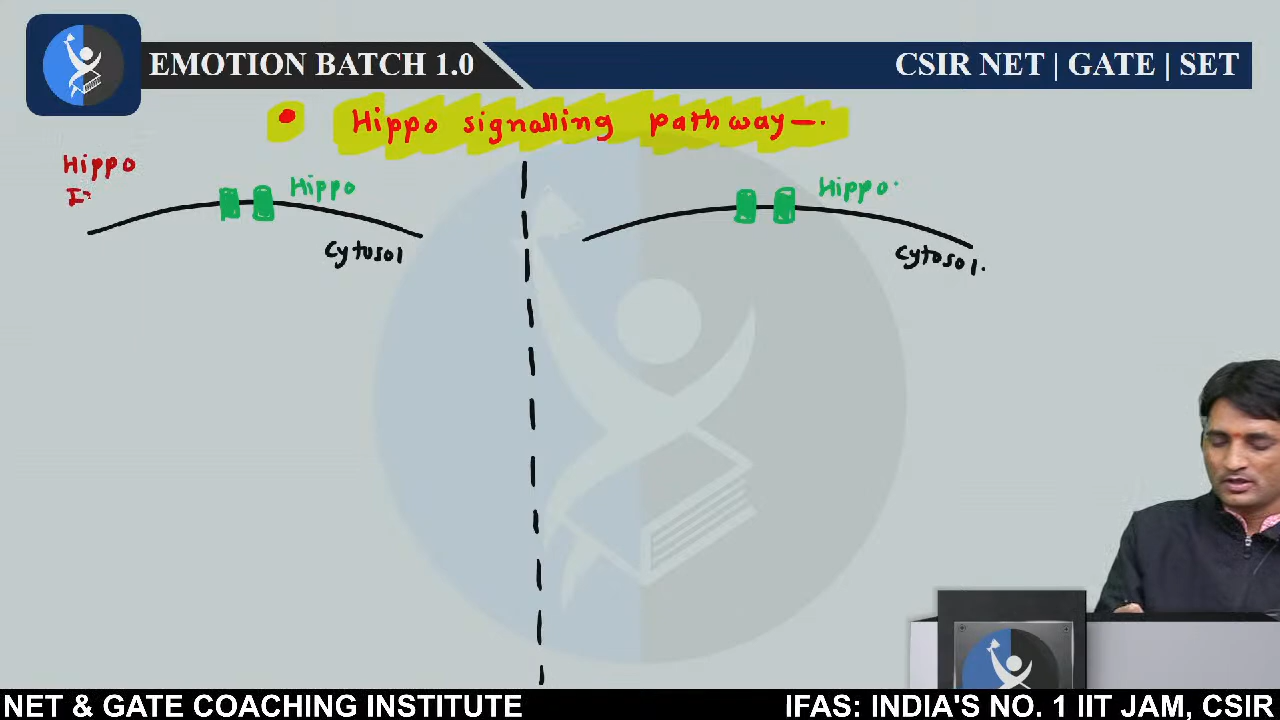 EMOTION BATCH 1.0
CSIR NET | GATE | SET
• Hippo signalling pathway –.
Hippo
Hippo
Hippo.
cytosol
cytosol.
NET & GATE COACHING INSTITUTE
IFAS: INDIA'S NO. 1 IIT JAM, CSIR